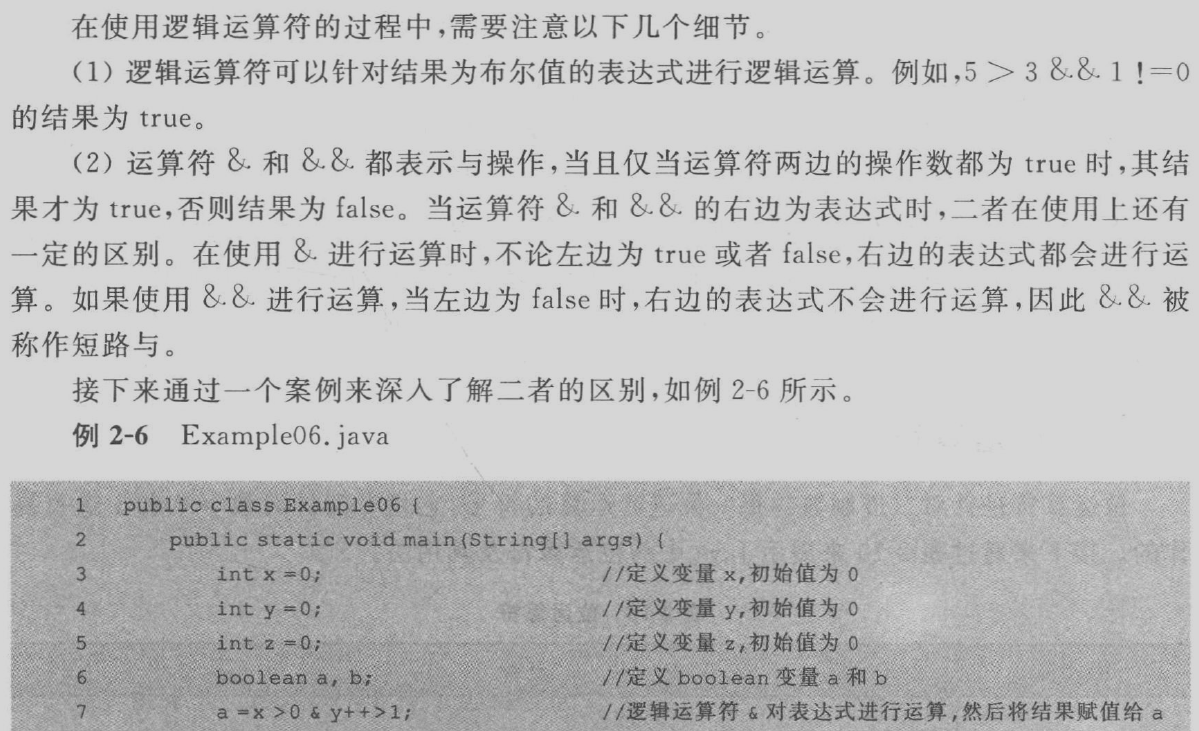 在使用逻辑运算符的过程中,需要注意以下几个细节。
(1) 逻辑运算符可以针对结果为布尔值的表达式进行逻辑运算。例如,5 > 3 && 1 !=0
的结果为 true。
(2) 运算符 & 和 && 都表示与操作,当且仅当运算符两边的操作数都为 true 时,其结
果才为 true,否则结果为 false。当运算符 & 和 && 的右边为表达式时,二者在使用上还有
一定的区别。在使用 & 进行运算时,不论左边为 true 或者 false,右边的表达式都会进行运
算。如果使用 && 进行运算,当左边为 false 时,右边的表达式不会进行运算,因此 && 被
称作短路与。
接下来通过一个案例来深入了解二者的区别,如例 2-6 所示。
例 2-6 Example06.java
1 public class Example06 {
2 public static void main(String[] args) {
3 int x =0; //定义变量 x,初始值为 0
4 int y =0; //定义变量 y,初始值为 0
5 int z =0; //定义变量 z,初始值为 0
6 boolean a, b; //定义 boolean 变量 a 和 b
7 a =x >0 & y++>1; //逻辑运算符 & 对表达式进行运算,然后将结果赋值给 a